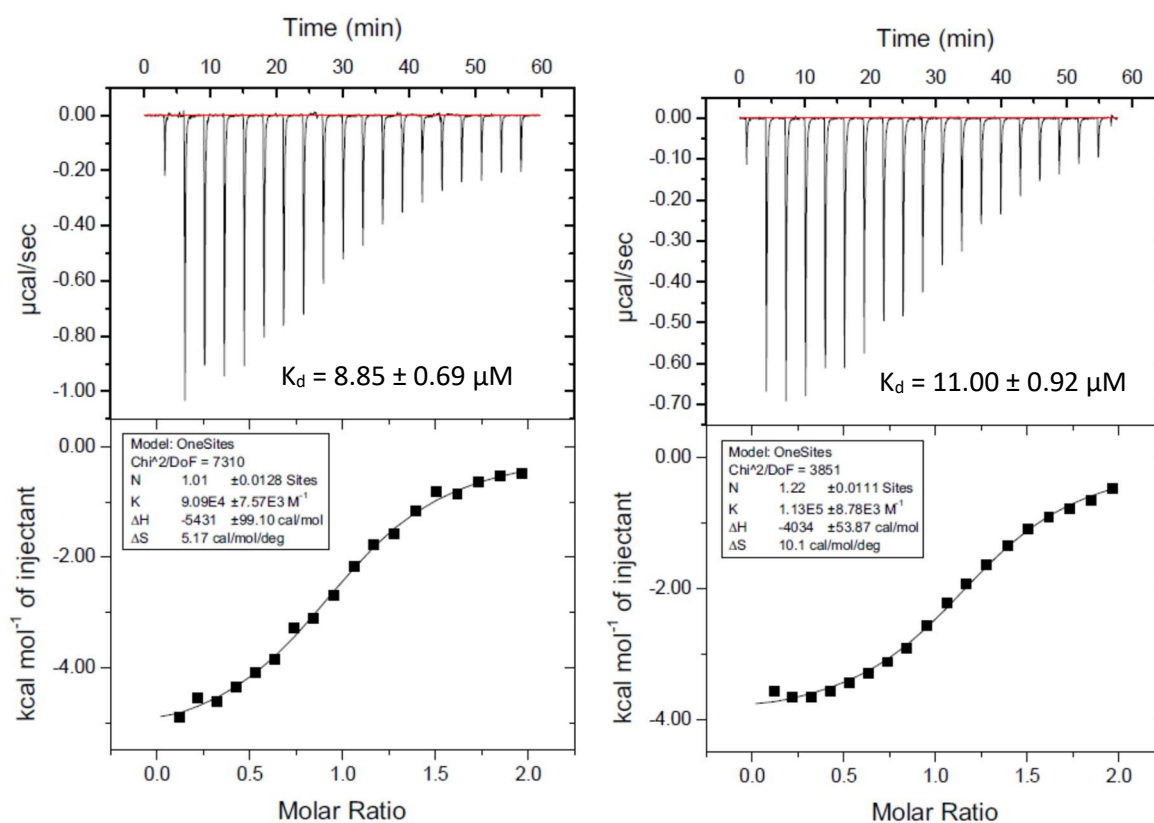 Time (min)
0 10 20 30 40 50 60
0.00
-0.20
-0.40
-0.60
-0.80
-1.00
µcal/sec
K_d = 8.85 ± 0.69 µM
0.00
-2.00
-4.00
kcal mol⁻¹ of injectant
Model: OneSites
Chi^2/DoF = 7310
N 1.01 ±0.0128 Sites
K 9.09E4 ±7.57E3 M⁻¹
ΔH -5431 ±99.10 cal/mol
ΔS 5.17 cal/mol/deg
0.0 0.5 1.0 1.5 2.0
Molar Ratio
Time (min)
0 10 20 30 40 50 60
0.00
-0.10
-0.20
-0.30
-0.40
-0.50
-0.60
-0.70
µcal/sec
K_d = 11.00 ± 0.92 µM
0.00
-2.00
-4.00
kcal mol⁻¹ of injectant
Model: OneSites
Chi^2/DoF = 3851
N 1.22 ±0.0111 Sites
K 1.13E5 ±8.78E3 M⁻¹
ΔH -4034 ±53.87 cal/mol
ΔS 10.1 cal/mol/deg
0.0 0.5 1.0 1.5 2.0
Molar Ratio